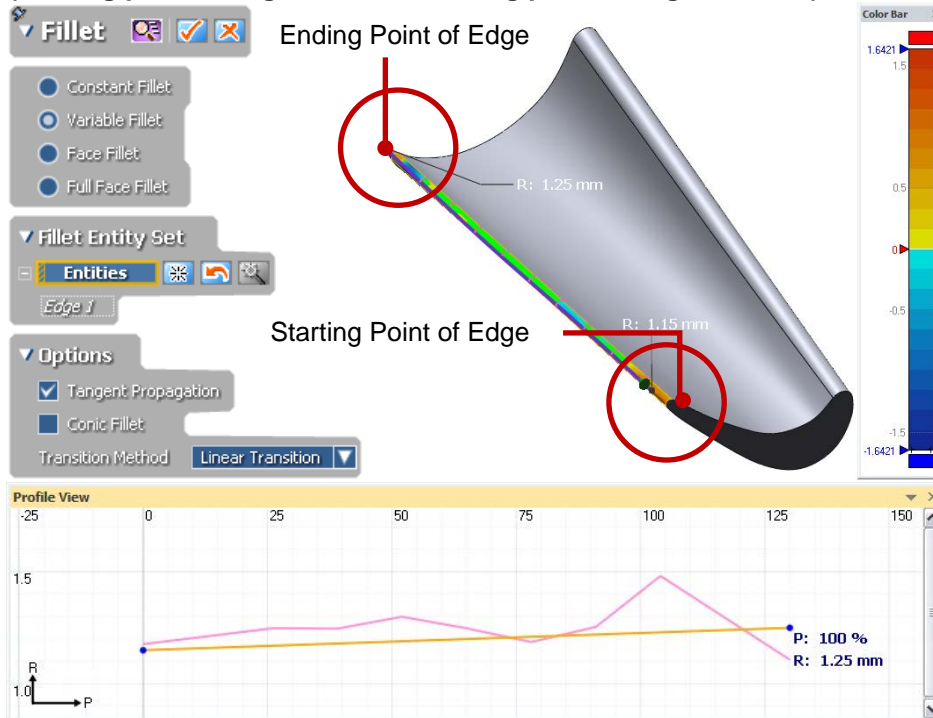 Fillet
Constant Fillet
Variable Fillet
Face Fillet
Full Face Fillet
Fillet Entity Set
Entities
Edge 1
Options
Tangent Propagation
Conic Fillet
Transition Method Linear Transition
Ending Point of Edge
R: 1.25 mm
Starting Point of Edge
R: 1.15 mm
Color Bar
1.6421
1.5
0.5
0
-0.5
-1.5
-1.6421
Profile View
-25 0 25 50 75 100 125 150
1.5
1.0
R
P
P: 100 %
R: 1.25 mm